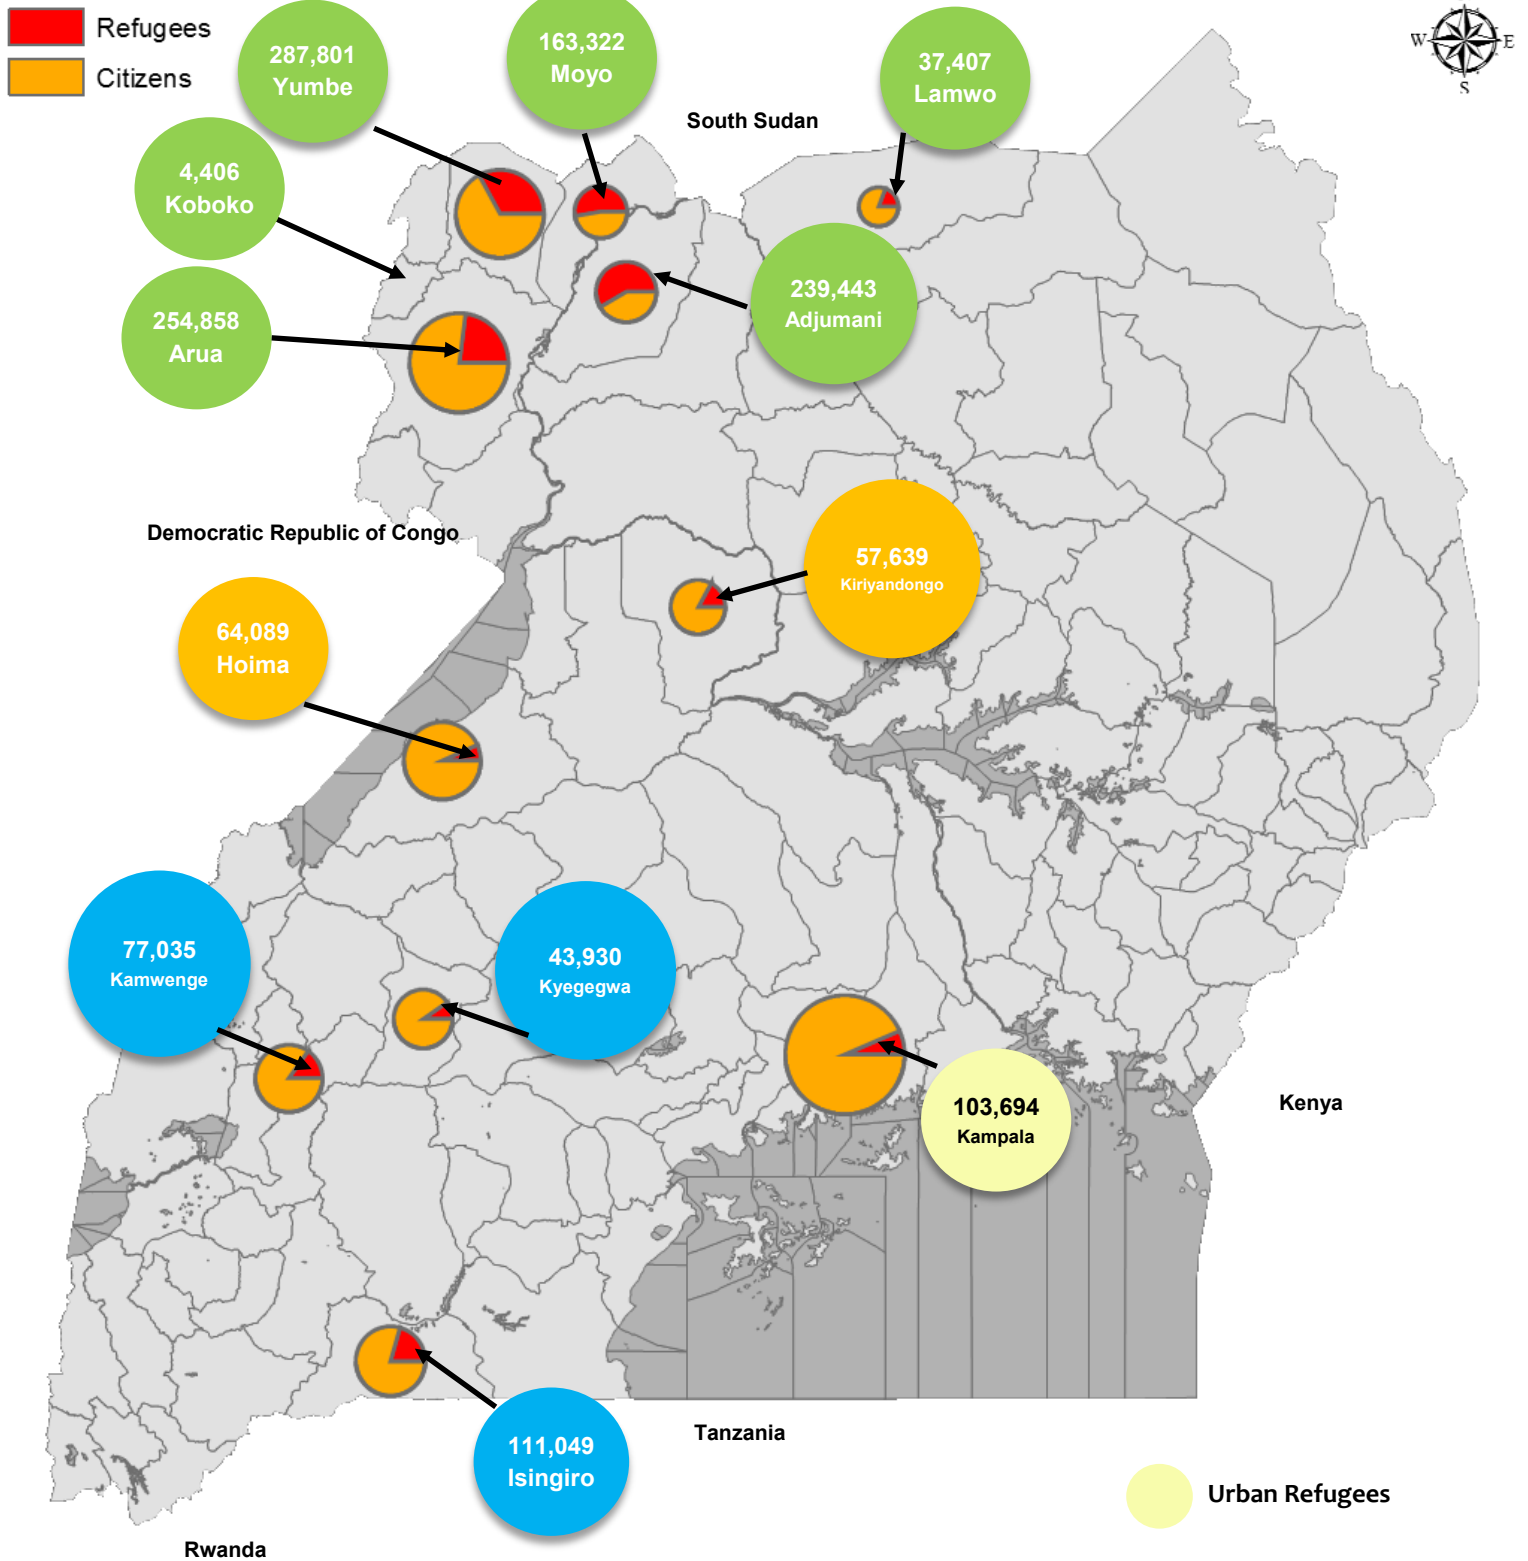 Refugees
Citizens
287,801
Yumbe
163,322
Moyo
37,407
Lamwo
W
E
S
South Sudan
4,406
Koboko
254,858
Arua
239,443
Adjumani
Democratic Republic of Congo
57,639
Kiriyandongo
64,089
Hoima
77,035
Kamwenge
43,930
Kyegegwa
103,694
Kampala
Kenya
111,049
Isingiro
Tanzania
Urban Refugees
Rwanda